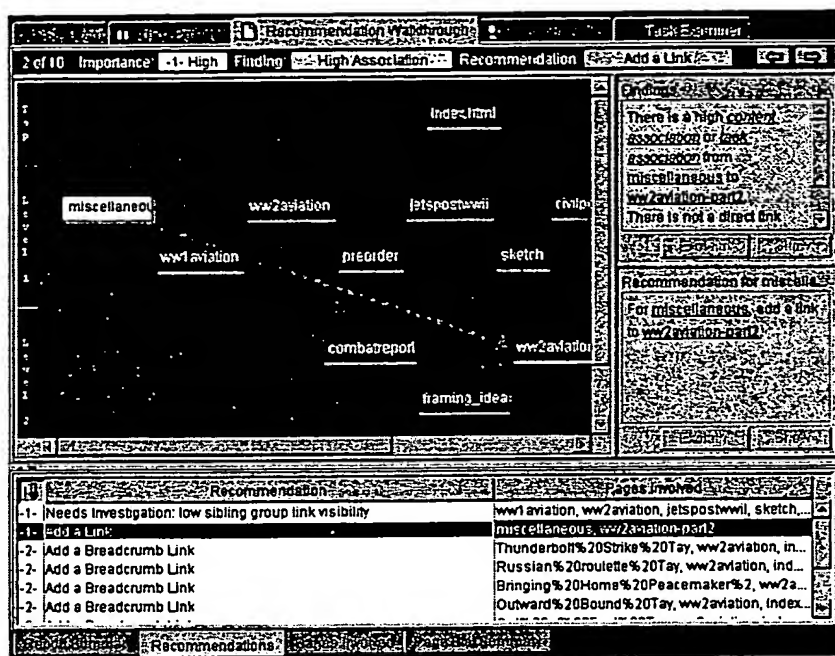 Recommendation Walkthrough
Task Examiner
2 of 10 Importance: -1- High Finding: High Association Recommendation Add a Link
Index.html
miscellaneou
ww2aviation
jetspostwwii
civilp
ww1aviation
preorder
sketch
combatreport
ww2aviation
framing_idea
Findings
There is a high content
association or task
association from
miscellaneous to
ww2aviation-part2.
There is not a direct link
Recommendation for miscella
For miscellaneous, add a link
to ww2aviation-part2.
Recommendation Pages Involved
-1- Needs Investigation: low sibling group link visibility ww1aviation, ww2aviation, jetspostwwii, sketch,...
-1- Add a Link miscellaneous, ww2aviation-part2
-2- Add a Breadcrumb Link Thunderbolt%20Strike%20Tay, ww2aviation, in...
-2- Add a Breadcrumb Link Russian%20roulette%20Tay, ww2aviation, ind...
-2- Add a Breadcrumb Link Bringing%20Home%20Peacemaker%2, ww2a...
-2- Add a Breadcrumb Link Outward%20Bound%20Tay, ww2aviation, Index...
Recommendations